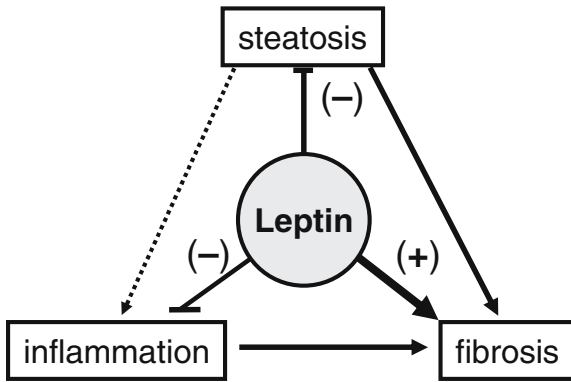 steatosis
(−)
Leptin
(−)
(+)
inflammation
fibrosis